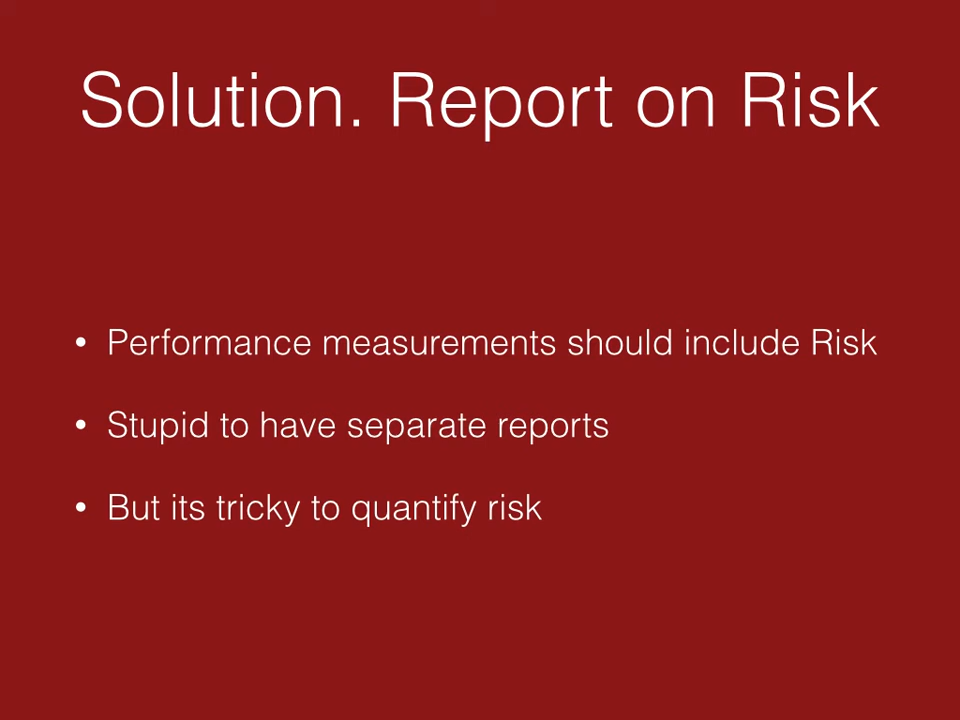 Solution. Report on Risk
• Performance measurements should include Risk
• Stupid to have separate reports
• But its tricky to quantify risk